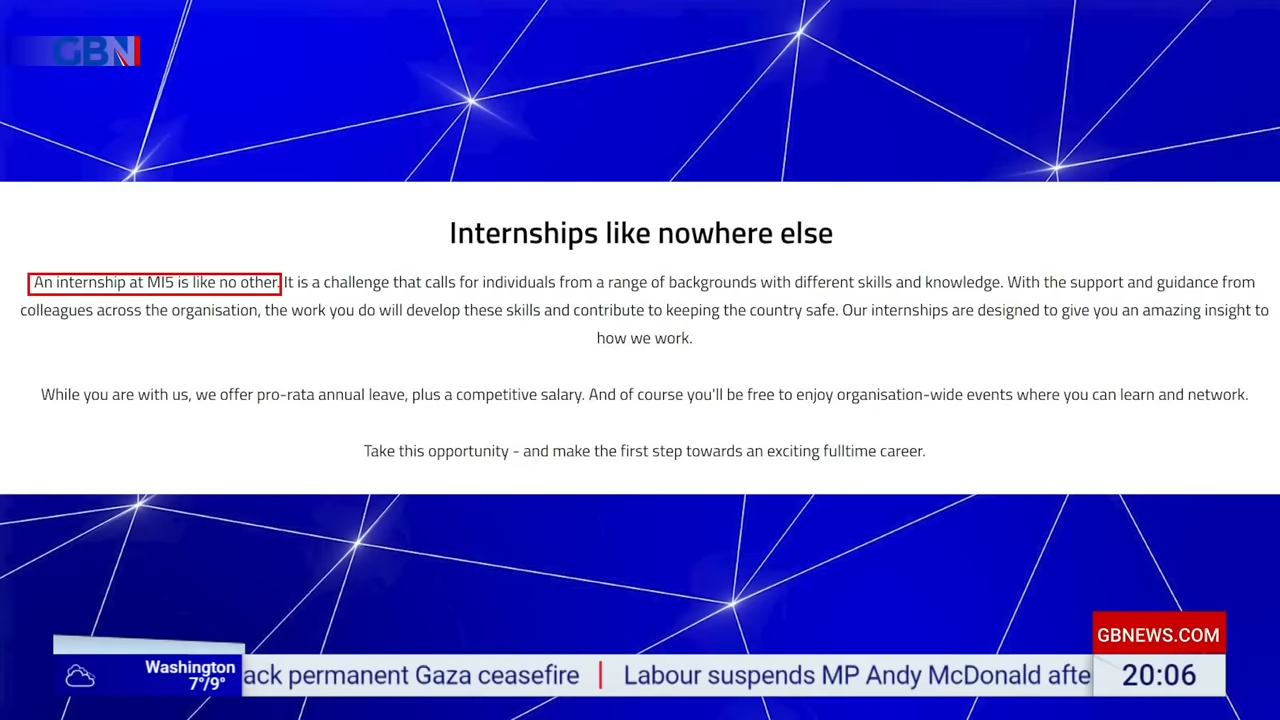 GBN
Internships like nowhere else
An internship at MI5 is like no other. It is a challenge that calls for individuals from a range of backgrounds with different skills and knowledge. With the support and guidance from
colleagues across the organisation, the work you do will develop these skills and contribute to keeping the country safe. Our internships are designed to give you an amazing insight to
how we work.
While you are with us, we offer pro-rata annual leave, plus a competitive salary. And of course you'll be free to enjoy organisation-wide events where you can learn and network.
Take this opportunity - and make the first step towards an exciting fulltime career.
GBNEWS.COM
Washington
7°/9°
ack permanent Gaza ceasefire | Labour suspends MP Andy McDonald afte
20:06